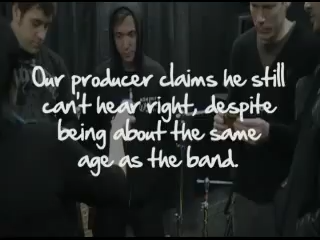 Our producer claims he still
can't hear right, despite
being about the same
age as the band.